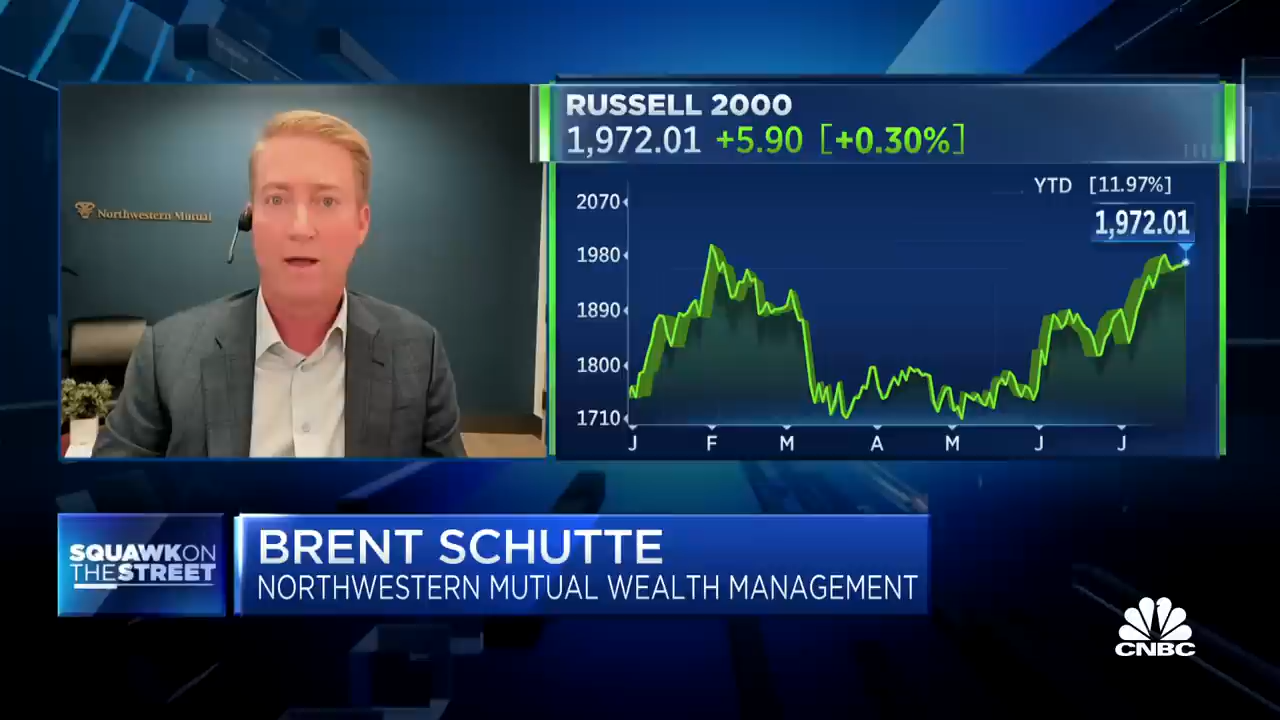 Northwestern Mutual
RUSSELL 2000
1,972.01 +5.90 [+0.30%]
YTD [11.97%]
1,972.01
2070
1980
1890
1800
1710
J F M A M J J
SQUAWK ON
THE STREET
BRENT SCHUTTE
NORTHWESTERN MUTUAL WEALTH MANAGEMENT
CNBC